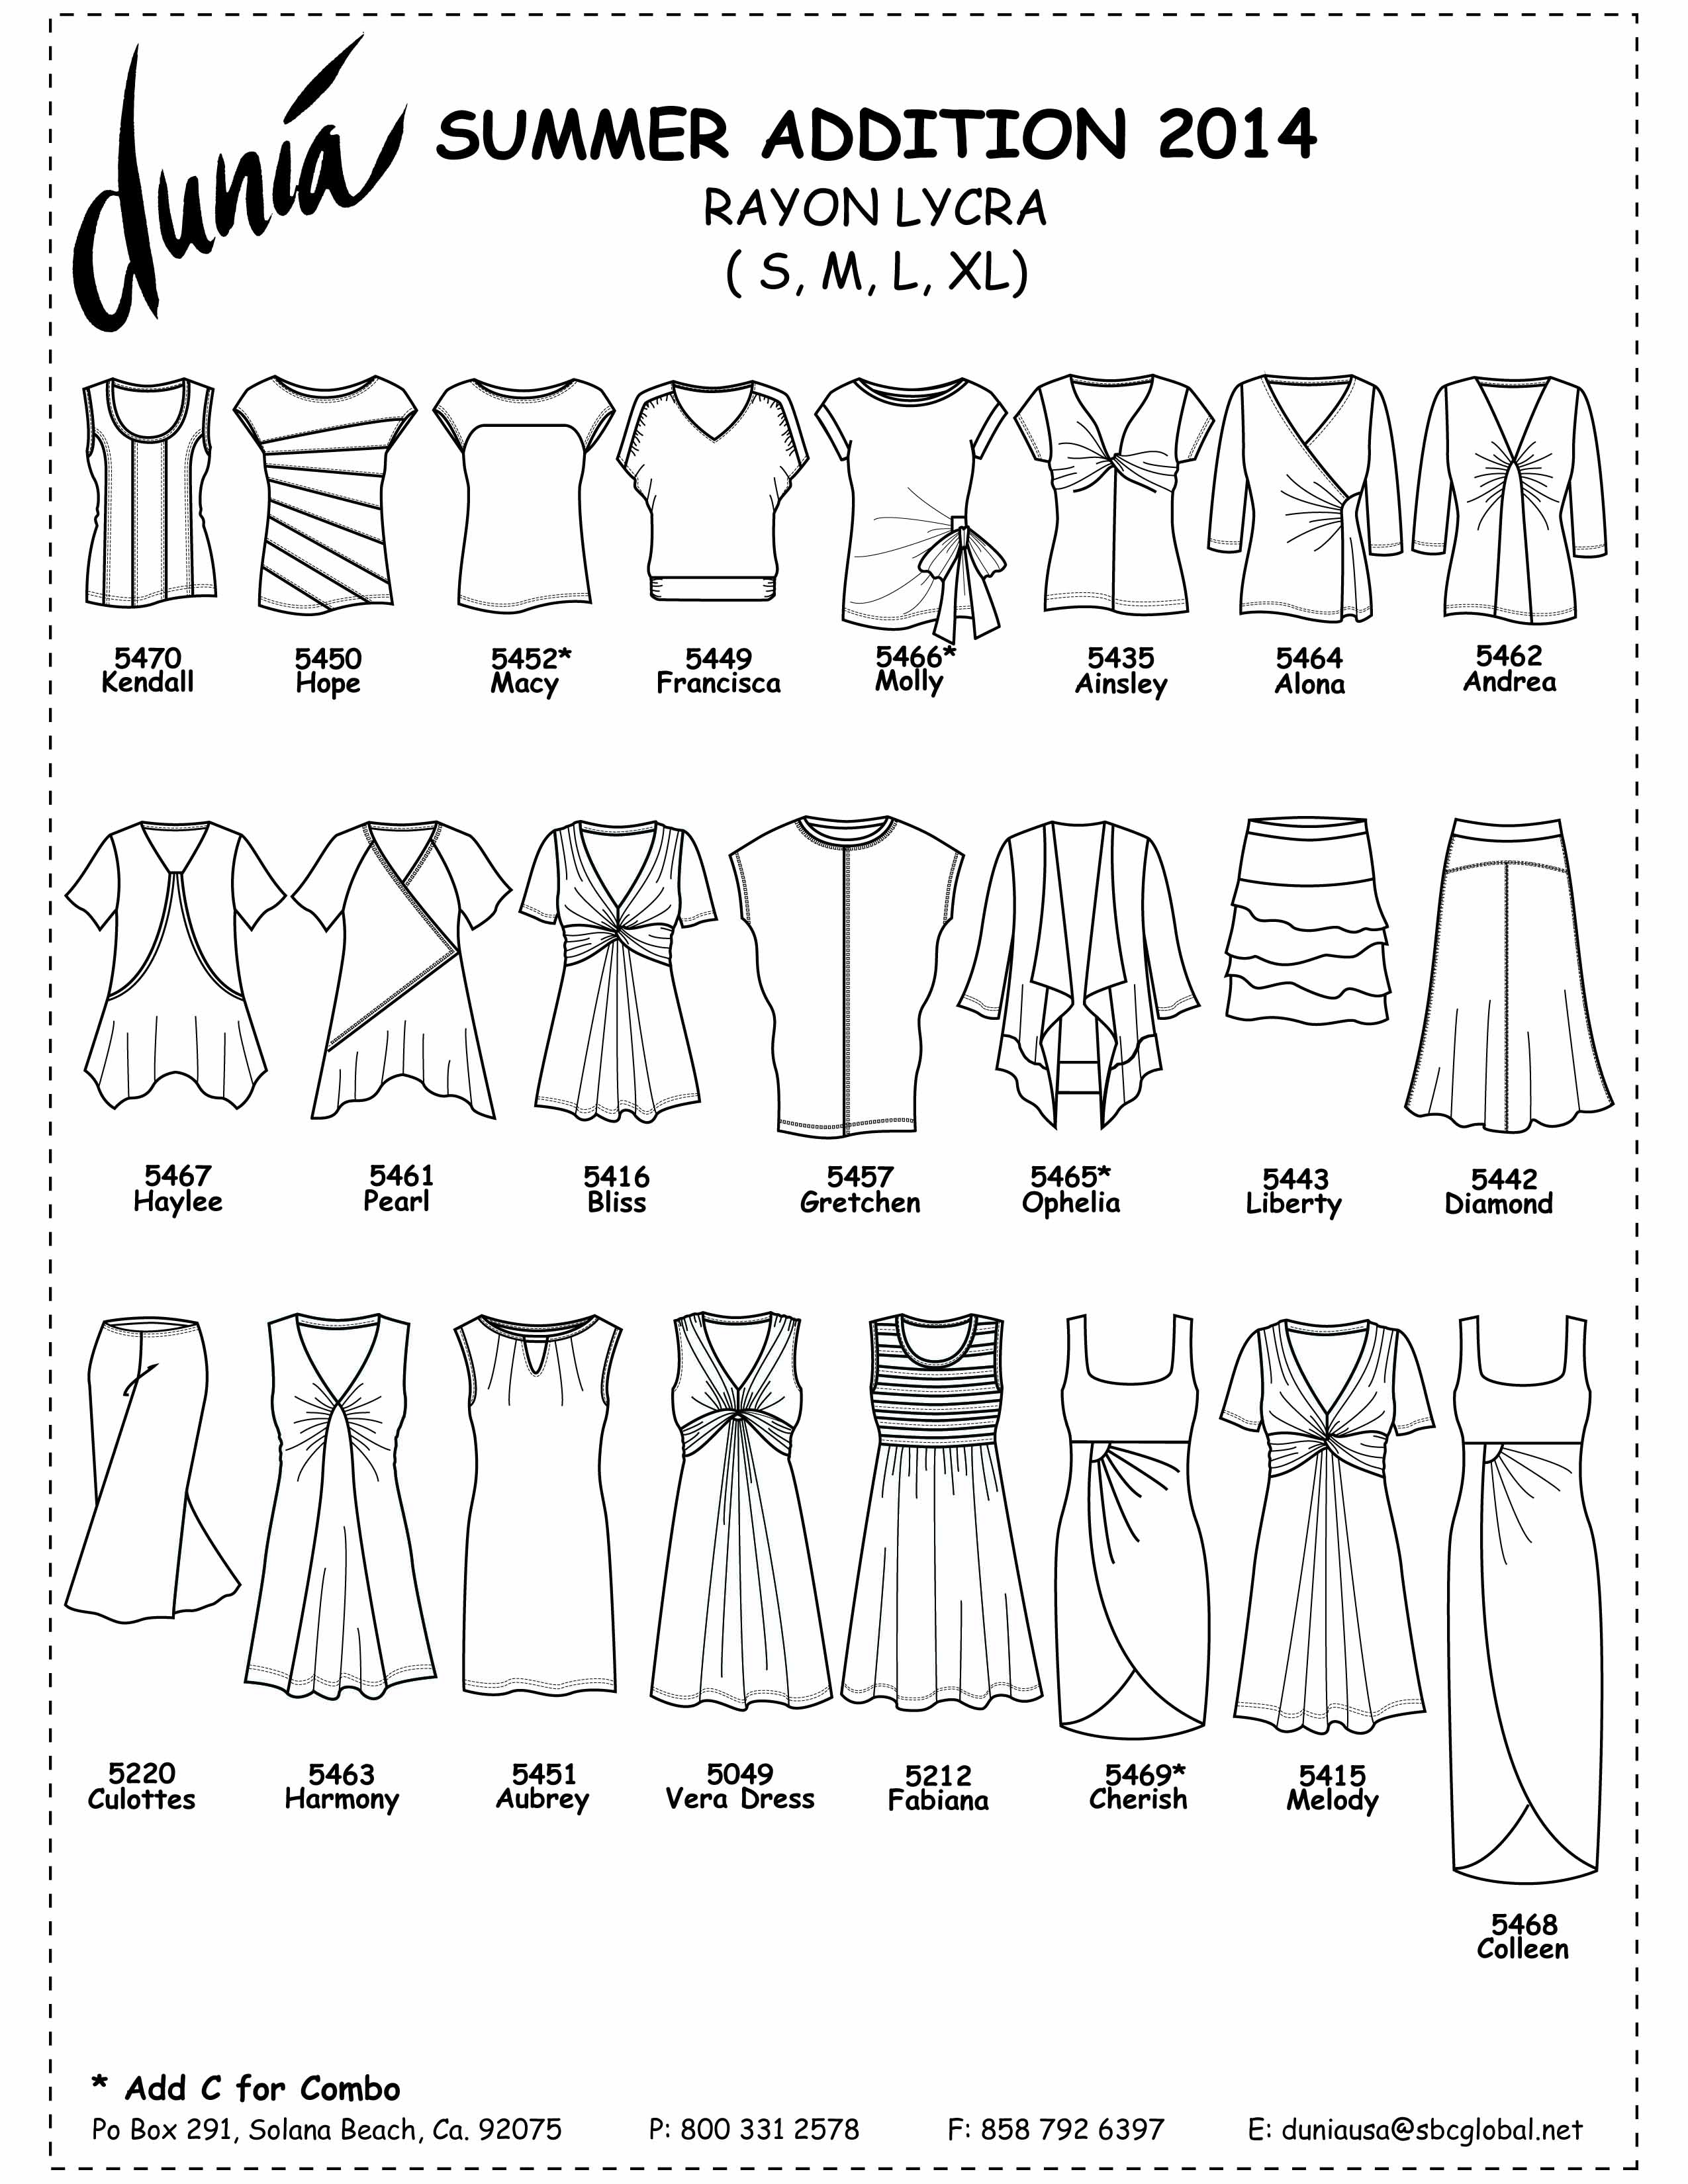 dunia
SUMMER ADDITION 2014
RAYON LYCRA
( S, M, L, XL)
5470 5450 5452* 5449 5466* 5435 5464 5462
Kendall Hope Macy Francisca Molly Ainsley Alona Andrea
5467 5461 5416 5457 5465* 5443 5442
Haylee Pearl Bliss Gretchen Ophelia Liberty Diamond
5220 5463 5451 5049 5212 5469* 5415
Culottes Harmony Aubrey Vera Dress Fabiana Cherish Melody
5468
Colleen
* Add C for Combo
Po Box 291, Solana Beach, Ca. 92075 P: 800 331 2578 F: 858 792 6397 E: duniausa@sbcglobal.net